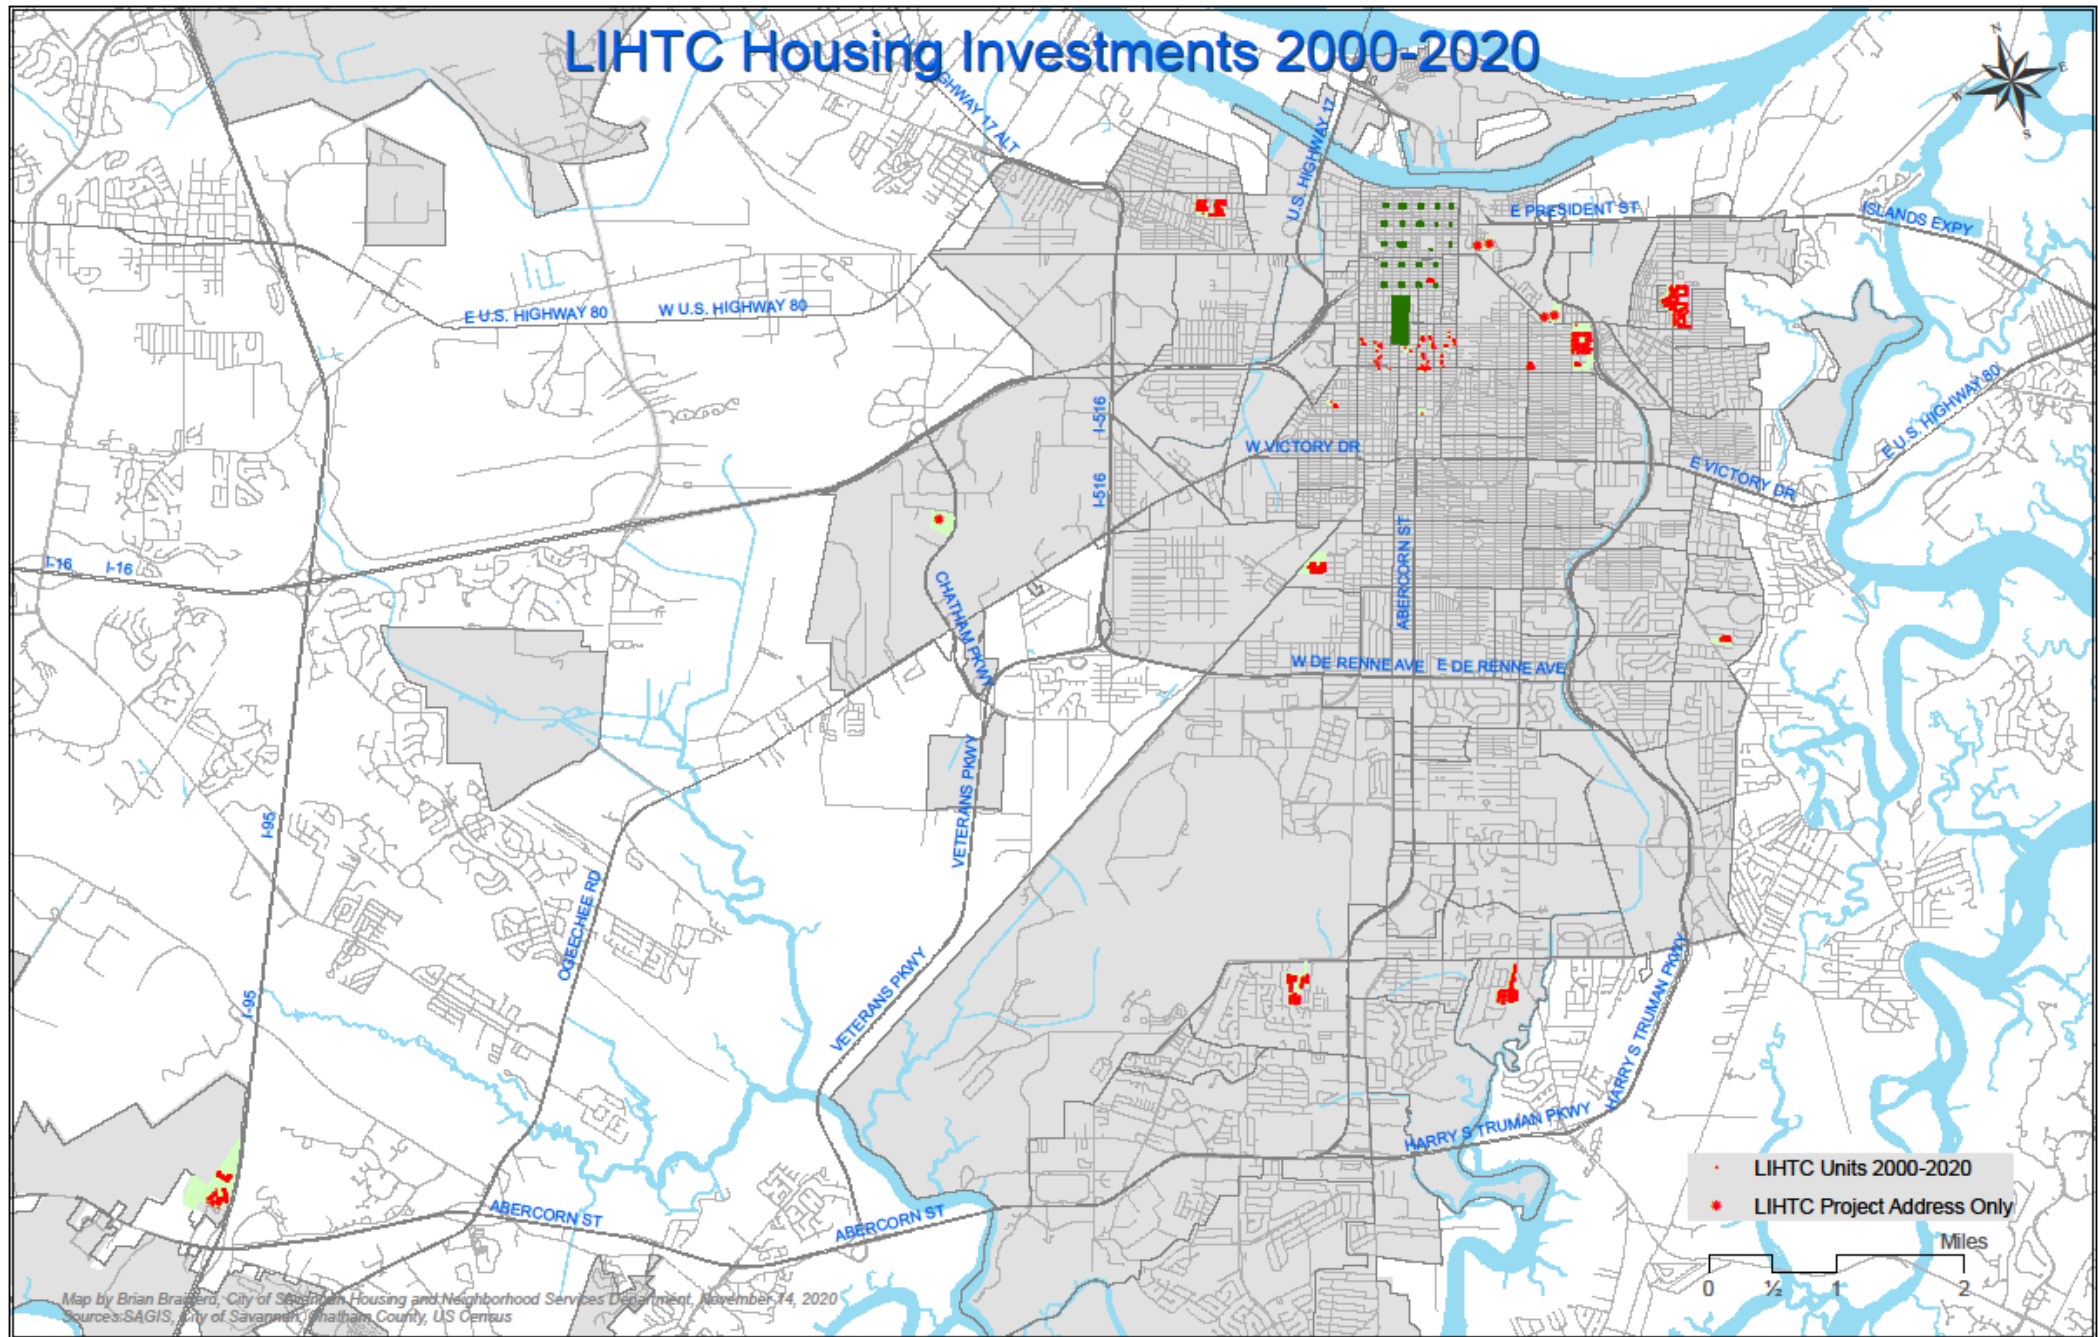 LIHTC Housing Investments 2000-2020
N
E
W
S
HIGHWAY 17 ALT
U.S. HIGHWAY 17
E PRESIDENT ST
ISLANDS EXPY
E U.S. HIGHWAY 80
W U.S. HIGHWAY 80
E U.S. HIGHWAY 80
I-516
I-516
W VICTORY DR
E VICTORY DR
ABERCORN ST
I-16
I-16
CHATHAM PKWY
W DE RENNE AVE
E DE RENNE AVE
VETERANS PKWY
I-95
OGEECHEE RD
I-95
VETERANS PKWY
HARRY S TRUMAN PKWY
HARRY S TRUMAN PKWY
ABERCORN ST
ABERCORN ST
LIHTC Units 2000-2020
LIHTC Project Address Only
Miles
0 ½ 1 2
Map by Brian City of Savannah Housing and Neighborhood Services Department, November 14, 2020
Sources:SAGIS, City of Savannah, Chatham County, US Census